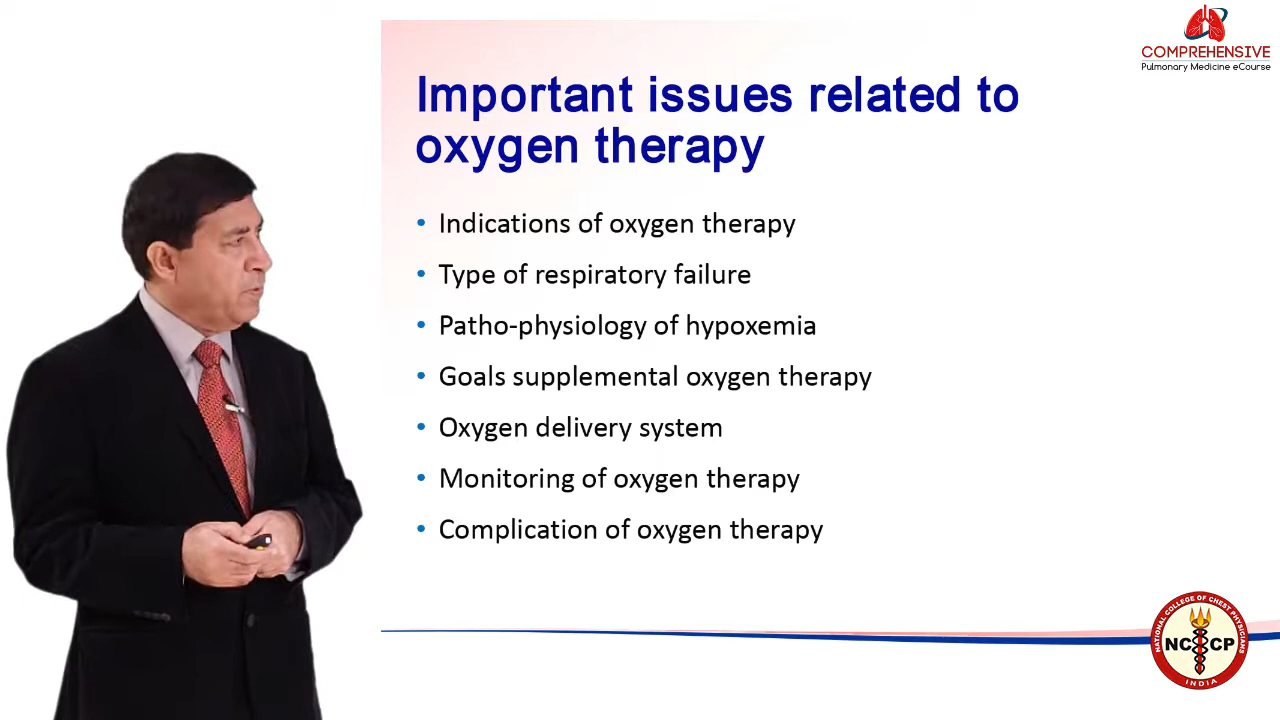 COMPREHENSIVE
Pulmonary Medicine eCourse
Important issues related to
oxygen therapy
• Indications of oxygen therapy
• Type of respiratory failure
• Patho-physiology of hypoxemia
• Goals supplemental oxygen therapy
• Oxygen delivery system
• Monitoring of oxygen therapy
• Complication of oxygen therapy
NATIONAL COLLEGE OF CHEST PHYSICIANS
NCCP
INDIA